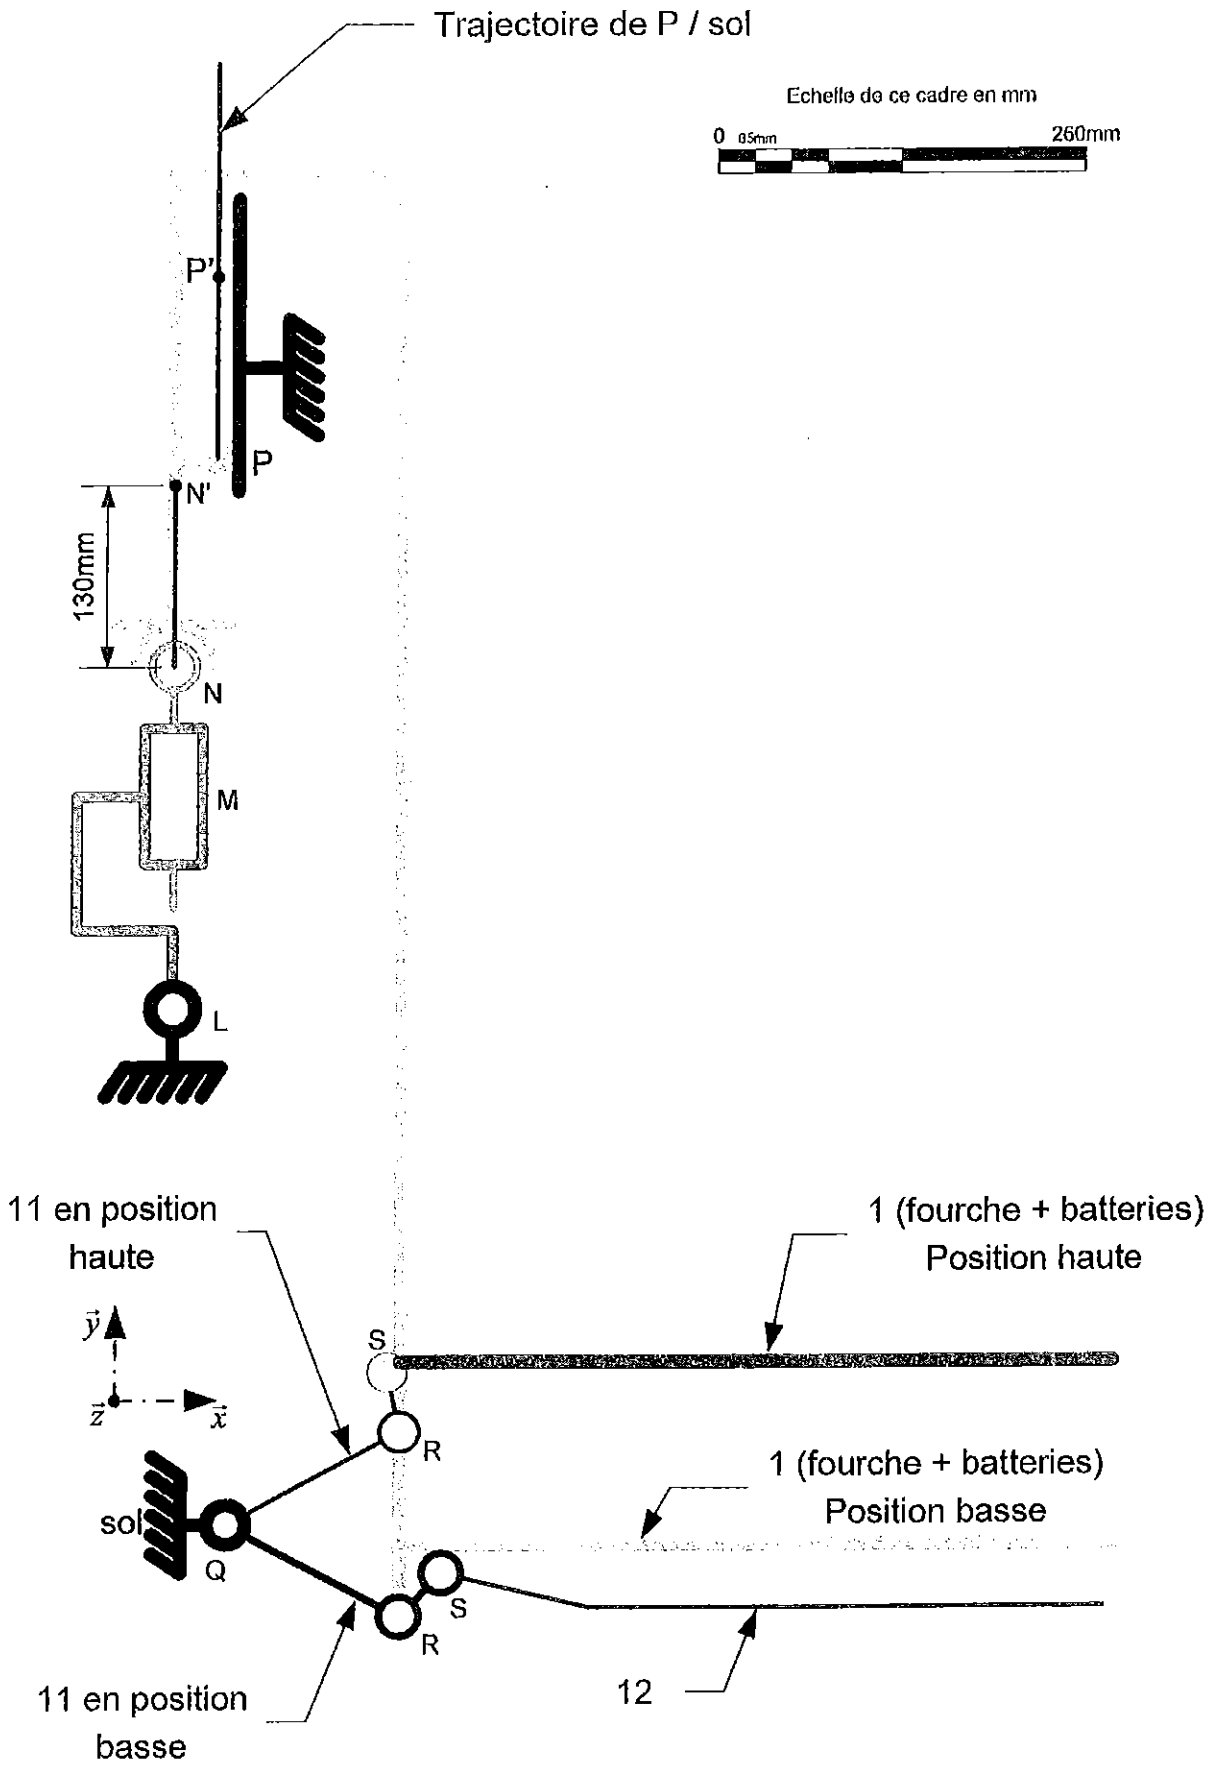 Trajectoire de P / sol
Echelle de ce cadre en mm
0 65mm 260mm
P'
P
N'
130mm
N
M
L
11 en position
haute
1 (fourche + batteries)
Position haute
S
y
z x
R
1 (fourche + batteries)
Position basse
sol
Q
S
R
12
11 en position
basse